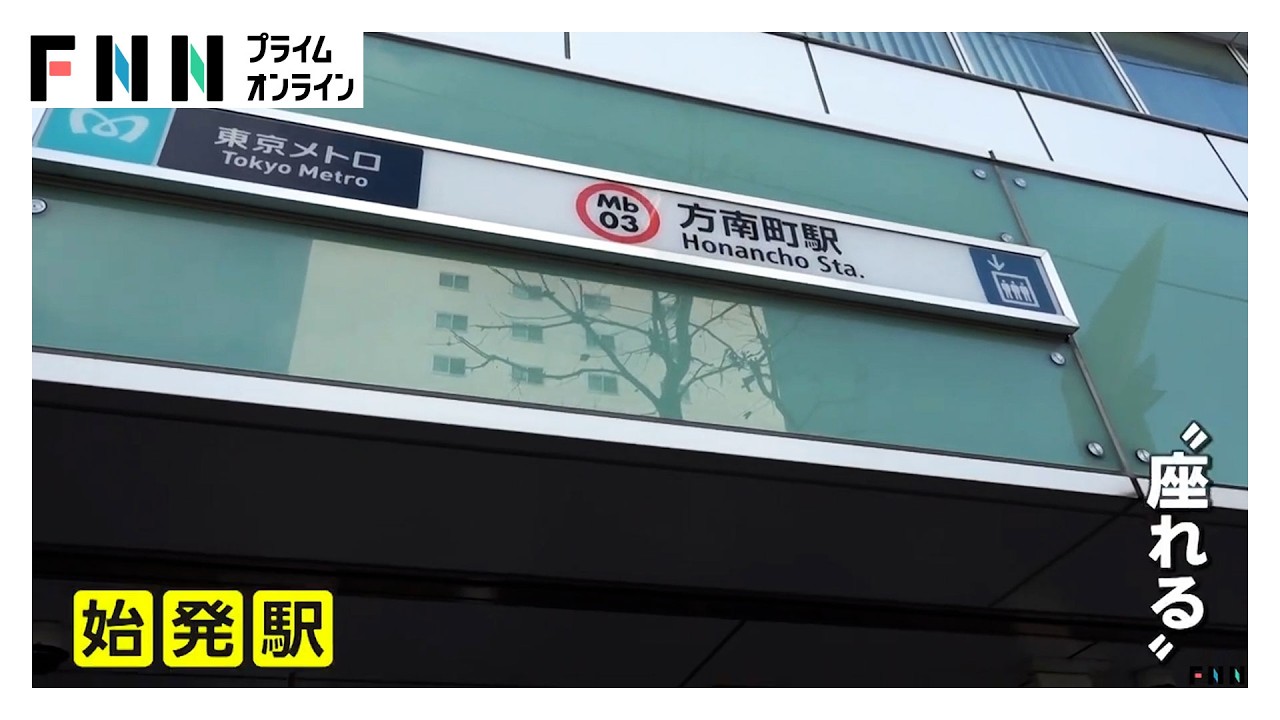 FNN プライム
オンライン
東京メトロ
Tokyo Metro
Mb
03
方南町駅
Honancho Sta.
〝座れる〟
始発駅
FNN